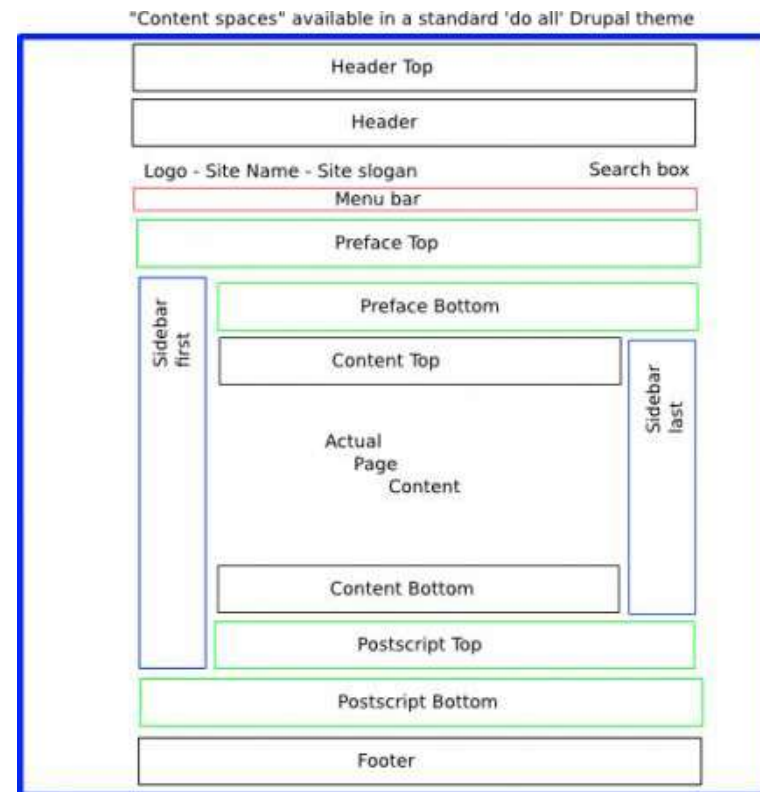 "Content spaces" available in a standard 'do all' Drupal theme
Header Top
Header
Logo - Site Name - Site slogan
Search box
Menu bar
Preface Top
Sidebar
first
Preface Bottom
Content Top
Sidebar
last
Actual
Page
Content
Content Bottom
Postscript Top
Postscript Bottom
Footer